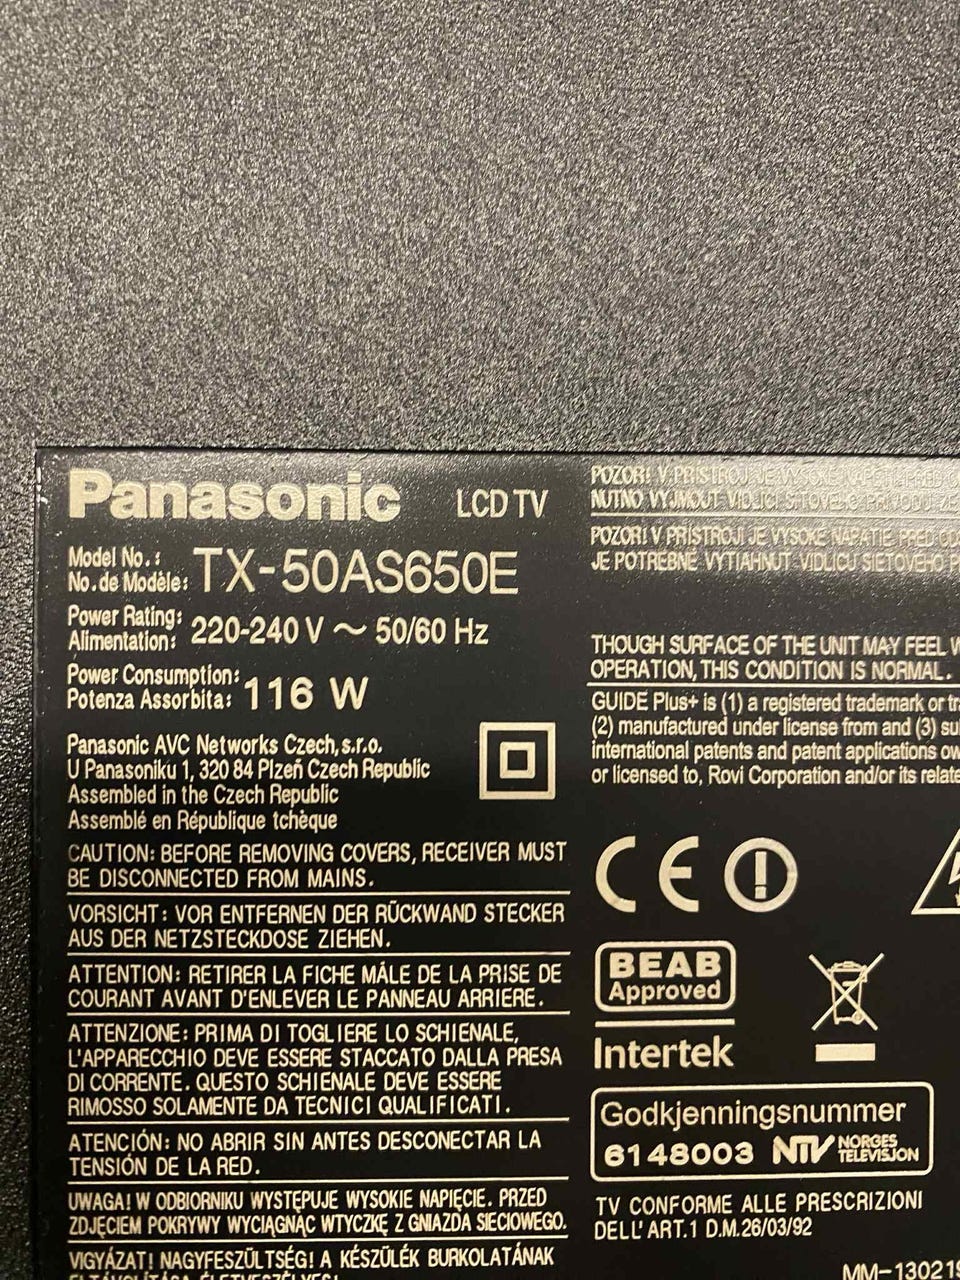 Panasonic LCD TV
Model No.:
No. de Modèle: TX-50AS650E
Power Rating:
Alimentation: 220-240 V ~ 50/60 Hz
Power Consumption:
Potenza Assorbita: 116 W
Panasonic AVC Networks Czech, s.r.o.
U Panasoniku 1, 320 84 Plzeň Czech Republic
Assembled in the Czech Republic
Assemblé en République tchèque
CAUTION: BEFORE REMOVING COVERS, RECEIVER MUST
BE DISCONNECTED FROM MAINS.
VORSICHT: VOR ENTFERNEN DER RÜCKWAND STECKER
AUS DER NETZSTECKDOSE ZIEHEN.
ATTENTION: RETIRER LA FICHE MÂLE DE LA PRISE DE
COURANT AVANT D'ENLEVER LE PANNEAU ARRIERE.
ATTENZIONE: PRIMA DI TOGLIERE LO SCHIENALE,
L'APPARECCHIO DEVE ESSERE STACCATO DALLA PRESA
DI CORRENTE. QUESTO SCHIENALE DEVE ESSERE
RIMOSSO SOLAMENTE DA TECNICI QUALIFICATI.
ATENCIÓN: NO ABRIR SIN ANTES DESCONECTAR LA
TENSIÓN DE LA RED.
UWAGA! W ODBIORNIKU WYSTĘPUJE WYSOKIE NAPIĘCIE. PRZED
ZDJĘCIEM POKRYWY WYCIĄGNĄC WTYCZKĘ Z GNIAZDA SIECIOWEGO.
VIGYÁZAT! NAGYFESZÜLTSÉG! A KÉSZÜLÉK BURKOLATÁNAK
POZOR! V PŘÍSTROJI JE VYSOKÉ
NUTNO VYJMOUT VIDLICI
POZOR! V PRÍSTROJI JE VYSOKÉ NAPÄTIE. PRED
JE POTREBNÉ VYTIAHNUŤ VIDLICU SIEŤOVÉHO
THOUGH SURFACE OF THE UNIT MAY FEEL
OPERATION, THIS CONDITION IS NORMAL.
GUIDE Plus+ is (1) a registered trademark or
(2) manufactured under license from and (3)
international patents and patent applications
or licensed to, Rovi Corporation and/or its
CE
BEAB
Approved
Intertek
Godkjenningsnummer
6148003 NTV NORGES
TELEVISJON
TV CONFORME ALLE PRESCRIZIONI
DELL'ART.1 D.M.26/03/92